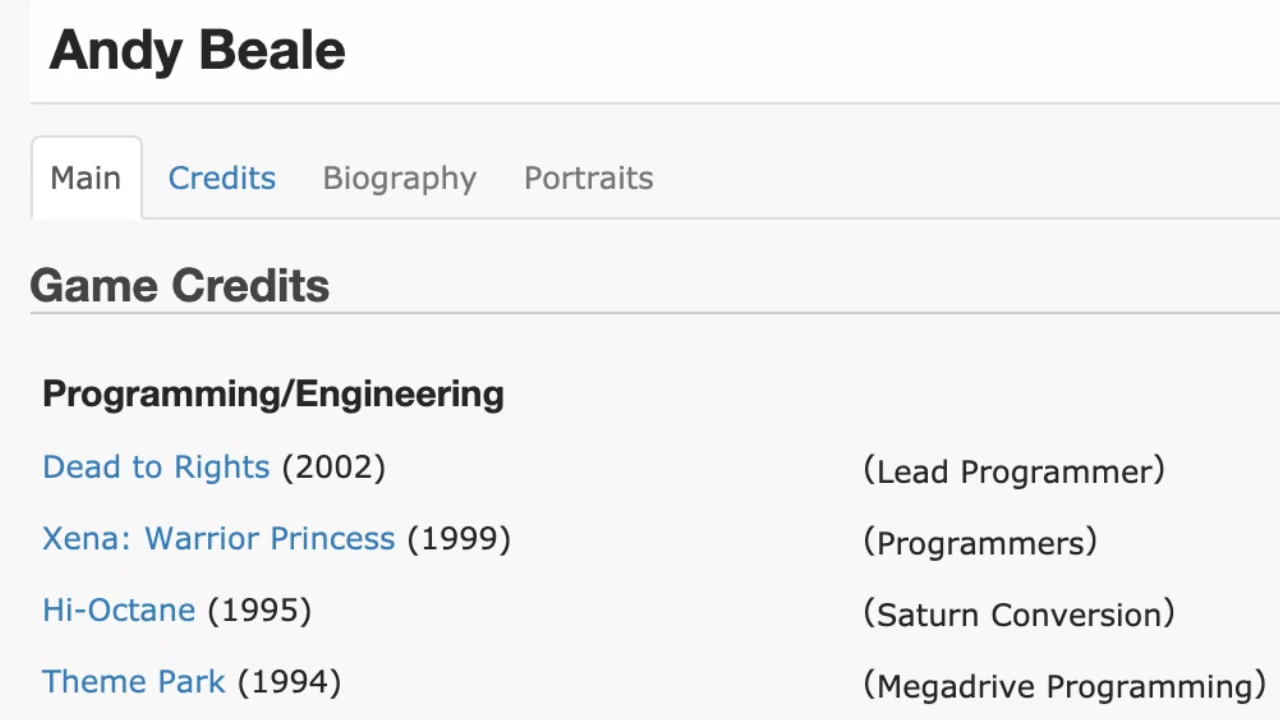 Andy Beale
Main Credits Biography Portraits
Game Credits
Programming/Engineering
Dead to Rights (2002) (Lead Programmer)
Xena: Warrior Princess (1999) (Programmers)
Hi-Octane (1995) (Saturn Conversion)
Theme Park (1994) (Megadrive Programming)